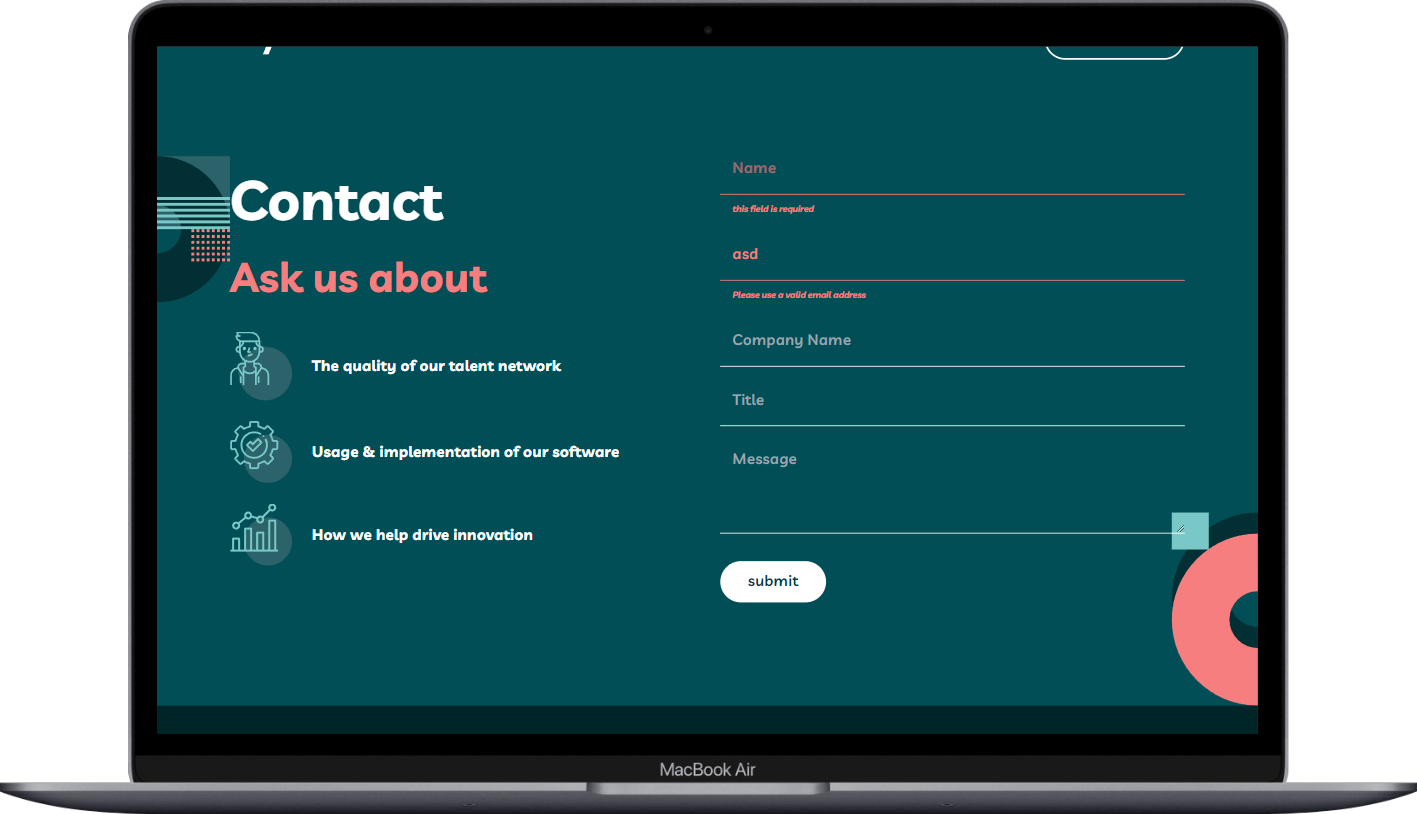 Contact
Ask us about
The quality of our talent network
Usage & implementation of our software
How we help drive innovation
Name
this field is required
asd
Please use a valid email address
Company Name
Title
Message
submit
MacBook Air